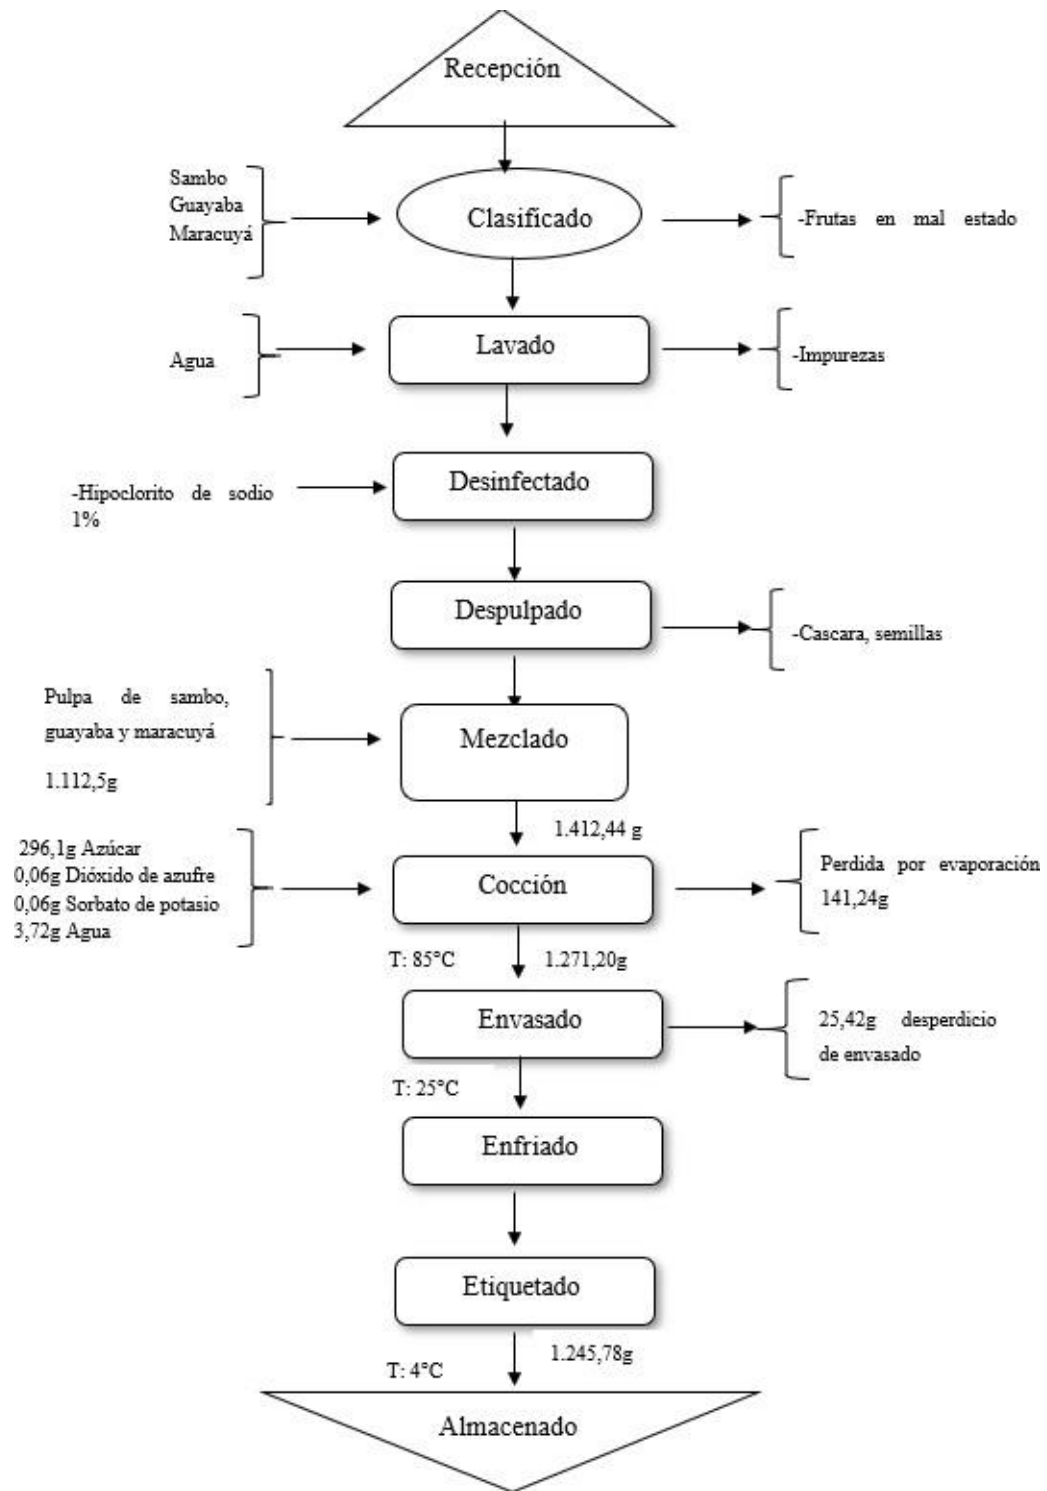 Recepción
Sambo
Guayaba
Maracuyá
Clasificado
-Frutas en mal estado
Agua
Lavado
-Impurezas
-Hipoclorito de sodio
1%
Desinfectado
Despulpado
-Cascara, semillas
Pulpa de sambo,
guayaba y maracuyá
1.112,5g
Mezclado
1.412,44 g
296,1g Azúcar
0,06g Dióxido de azufre
0,06g Sorbato de potasio
3,72g Agua
Cocción
Perdida por evaporación
141,24g
T: 85°C
1.271,20g
Envasado
25,42g desperdicio
de envasado
T: 25°C
Enfriado
Etiquetado
1.245,78g
T: 4°C
Almacenado